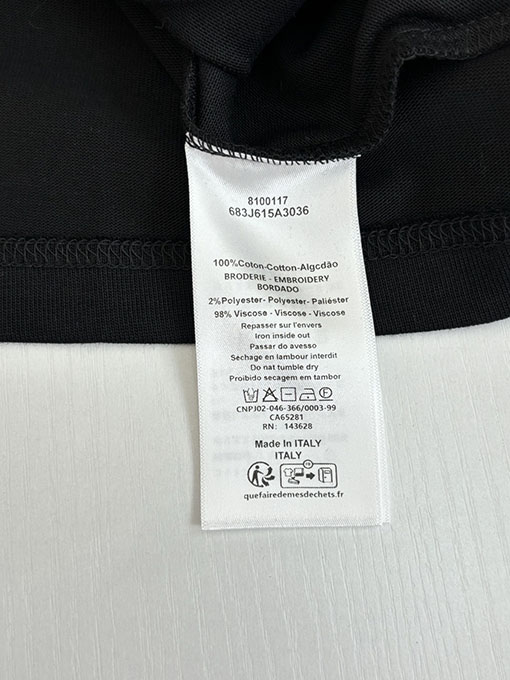 8100117
683J615A3036
100%Coton-Cotton-Algcdão
BRODERIE - EMBROIDERY
BORDADO
2%Polyester- Polyester- Paliéster
98% Viscose - Viscose - Viscose
Repasser sur l'envers
Iron inside out
Passar do avesso
Séchage en lambour interdit
Do nat tumble dry
Proibido secagem em tambor
CNPJ02-046-366/0003-99
CA65281
RN: 143628
Made In ITALY
ITALY
quefairedemesdechets.fr